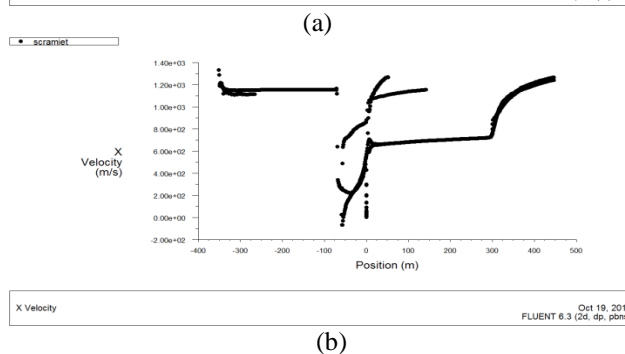 (a)
scramjet
1.40e+03
1.20e+03
1.00e+03
8.00e+02
6.00e+02
4.00e+02
2.00e+02
0.00e+00
-2.00e+02
X
Velocity
(m/s)
-400 -300 -200 -100 0 100 200 300 400 500
Position (m)
X Velocity
Oct 19, 201
FLUENT 6.3 (2d, dp, pbns
(b)